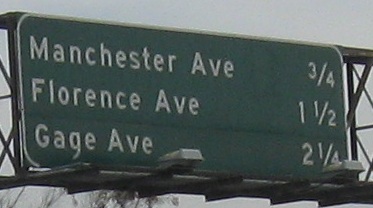 Manchester Ave 3/4
Florence Ave 1 1/2
Gage Ave 2 1/4